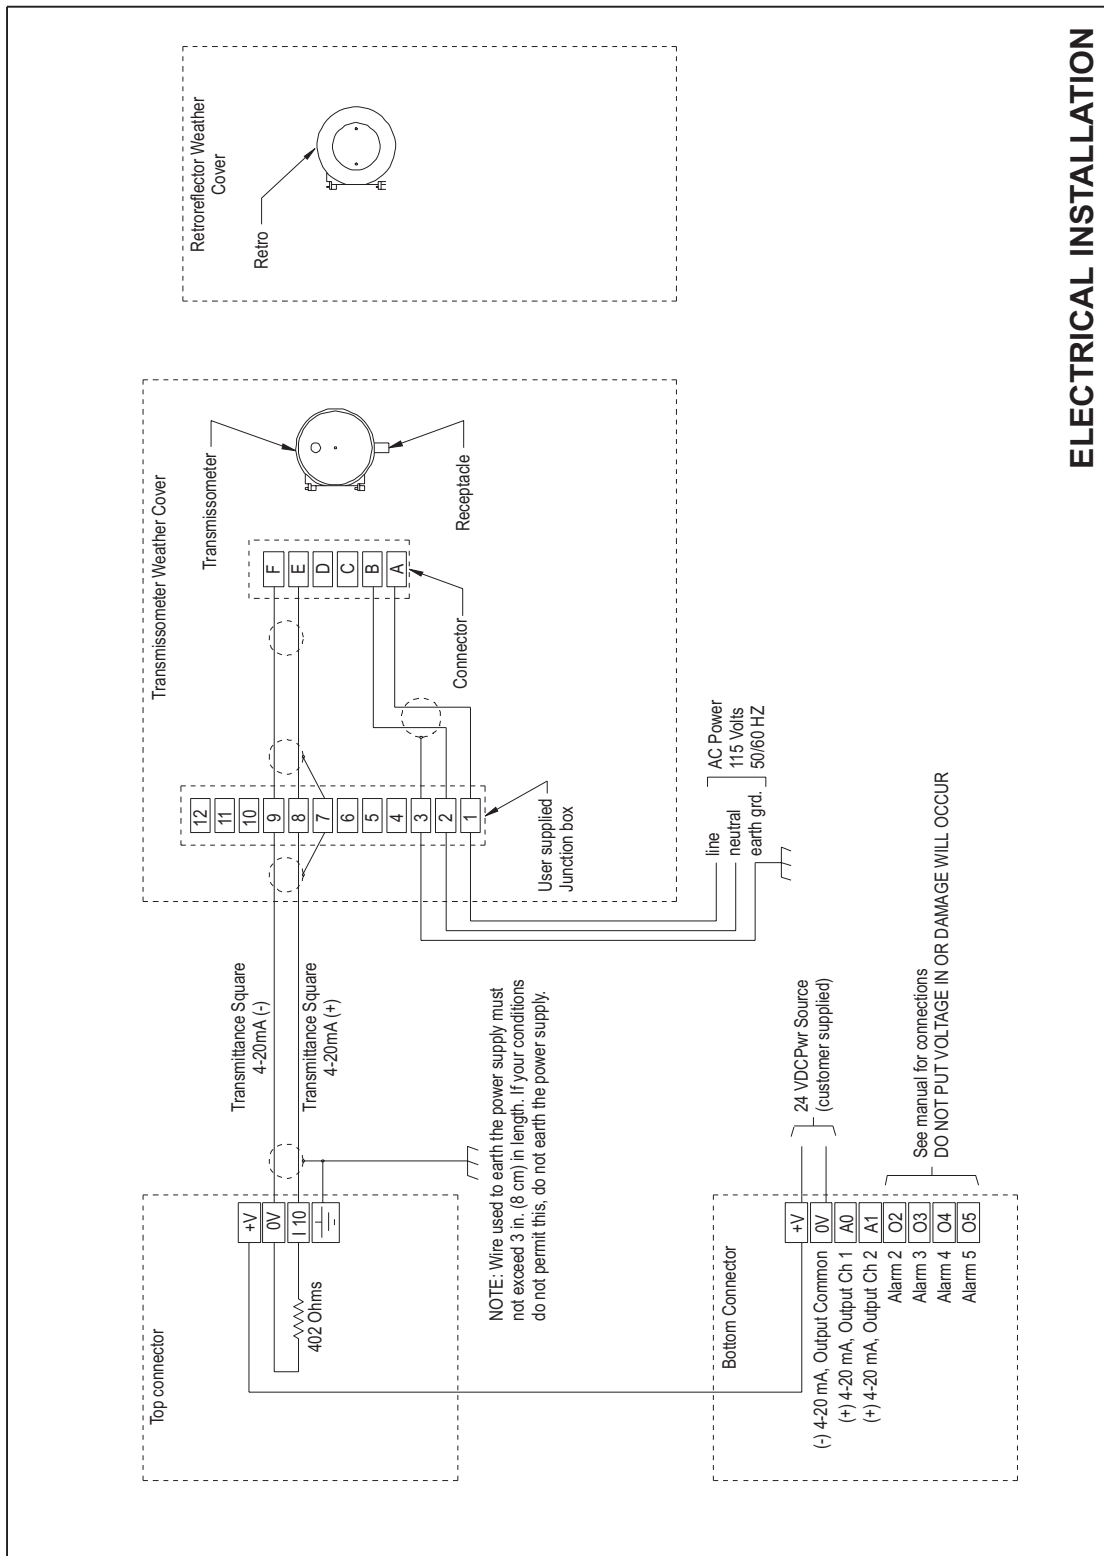 Retroreflector Weather
Cover
Retro
Transmissometer Weather Cover
Transmissometer
Receptacle
F
E
D
C
B
A
Connector
12
11
10
9
8
7
6
5
4
3
2
1
User supplied
Junction box
AC Power
115 Volts
50/60 HZ
line
neutral
earth grd.
Transmittance Square
4-20mA (-)
Transmittance Square
4-20mA (+)
NOTE: Wire used to earth the power supply must
not exceed 3 in. (8 cm) in length. If your conditions
do not permit this, do not earth the power supply.
Top connector
+V
0V
I 10
402 Ohms
24 VDCPwr Source
(customer supplied)
See manual for connections
DO NOT PUT VOLTAGE IN OR DAMAGE WILL OCCUR
Bottom Connector
+V
(-) 4-20 mA, Output Common 0V
(+) 4-20 mA, Output Ch 1 A0
(+) 4-20 mA, Output Ch 2 A1
Alarm 2 O2
Alarm 3 O3
Alarm 4 O4
Alarm 5 O5
ELECTRICAL INSTALLATION